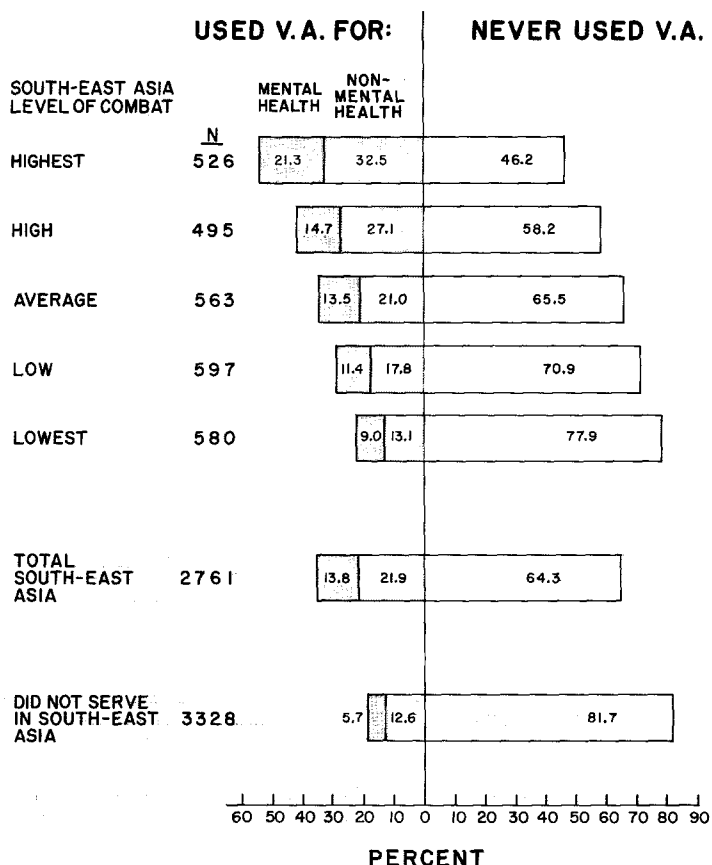 USED V.A. FOR: NEVER USED V.A.
SOUTH-EAST ASIA
LEVEL OF COMBAT
N
MENTAL
HEALTH
NON-
MENTAL
HEALTH
HIGHEST 526 21.3 32.5 46.2
HIGH 495 14.7 27.1 58.2
AVERAGE 563 13.5 21.0 65.5
LOW 597 11.4 17.8 70.9
LOWEST 580 9.0 13.1 77.9
TOTAL
SOUTH-EAST
ASIA
2761 13.8 21.9 64.3
DID NOT SERVE
IN SOUTH-EAST
ASIA
3328 5.7 12.6 81.7
60 50 40 30 20 10 0 10 20 30 40 50 60 70 80 90
PERCENT